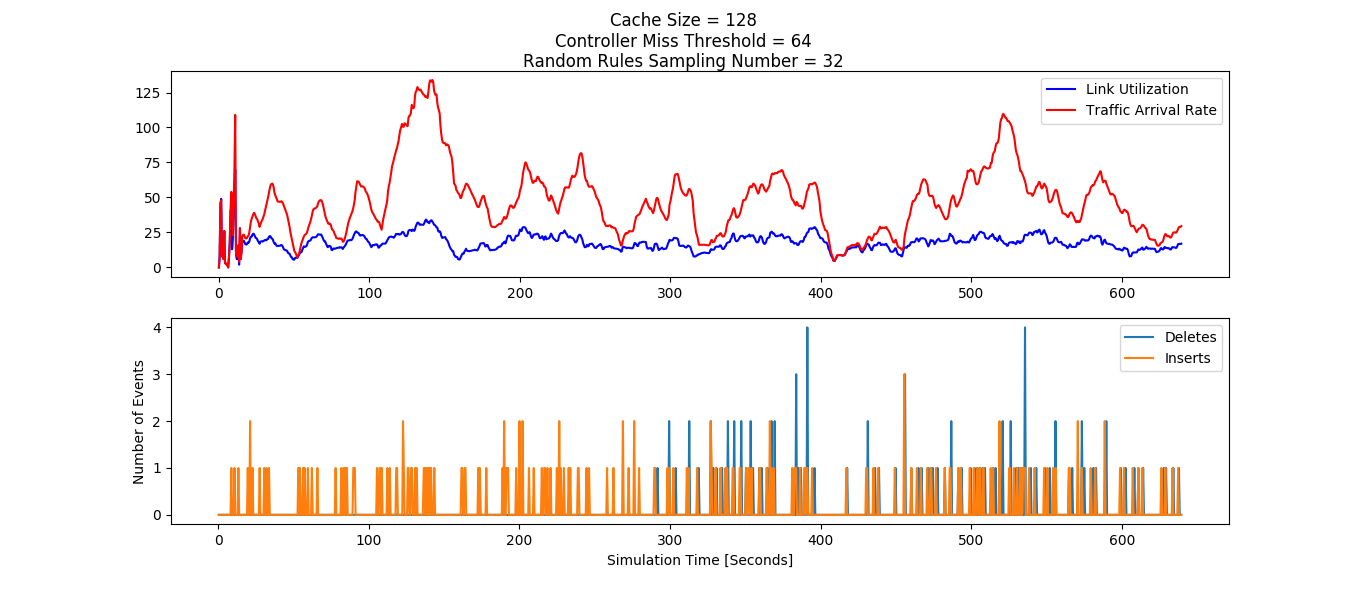 Cache Size = 128
Controller Miss Threshold = 64
Random Rules Sampling Number = 32
125
100
75
50
25
0
Link Utilization
Traffic Arrival Rate
0 100 200 300 400 500 600
Number of Events
4
3
2
1
0
Deletes
Inserts
0 100 200 300 400 500 600
Simulation Time [Seconds]